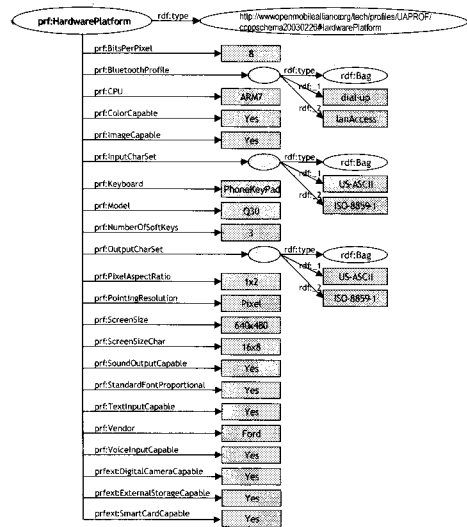 prf:HardwarePlatform
rdf:type
http://www.openmobilealliance.org/tech/profiles/UAPROF/
ccppschema20030226#HardwarePlatform
prf:BitsPerPixel
8
prf:BluetoothProfile
rdf:type
rdf:Bag
rdf:_1
dial-up
rdf:_2
lanAccess
prf:CPU
ARM7
prf:ColorCapable
Yes
prf:ImageCapable
Yes
prf:InputCharSet
rdf:type
rdf:Bag
rdf:_1
US-ASCII
rdf:_2
ISO-8859-1
prf:Keyboard
PhoneKeyPad
prf:Model
Q30
prf:NumberOfSoftKeys
3
prf:OutputCharSet
rdf:type
rdf:Bag
rdf:_1
US-ASCII
rdf:_2
ISO-8859-1
prf:PixelAspectRatio
1x2
prf:PointingResolution
Pixel
prf:ScreenSize
640x480
prf:ScreenSizeChar
16x8
prf:SoundOutputCapable
Yes
prf:StandardFontProportional
Yes
prf:TextInputCapable
Yes
prf:Vendor
Ford
prf:VoiceInputCapable
Yes
prfext:DigitalCameraCapable
Yes
prfext:ExternalStorageCapable
Yes
prfext:SmartCardCapable
Yes